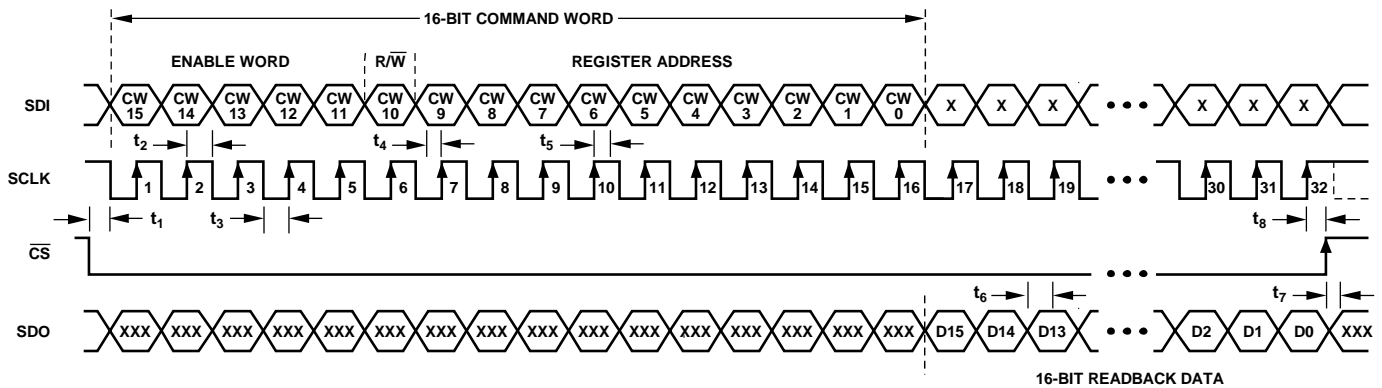 16-BIT COMMAND WORD
ENABLE WORD R/W̅ REGISTER ADDRESS
SDI CW 15 CW 14 CW 13 CW 12 CW 11 CW 10 CW 9 CW 8 CW 7 CW 6 CW 5 CW 4 CW 3 CW 2 CW 1 CW 0 X X X ••• X X X
t2 t4 t5
SCLK 1 2 3 4 5 6 7 8 9 10 11 12 13 14 15 16 17 18 19 ••• 30 31 32
t1 t3 t8
C̅S̅ •••
t6 t7
SDO XXX XXX XXX XXX XXX XXX XXX XXX XXX XXX XXX XXX XXX XXX XXX XXX D15 D14 D13 ••• D2 D1 D0 XXX
16-BIT READBACK DATA